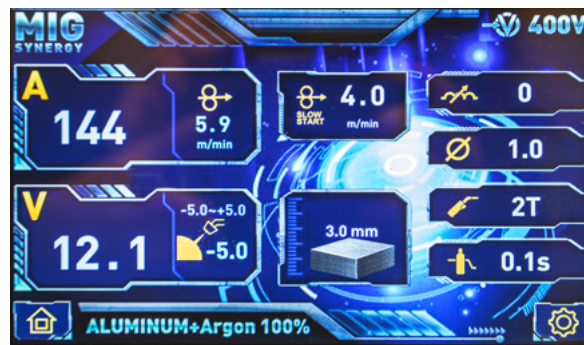 MIG
SYNERGY
400V
A
144
5.9
m/min
SLOW
START
4.0
m/min
0
1.0
V
12.1
-5.0~+5.0
-5.0
3.0 mm
2T
0.1s
ALUMINUM+Argon 100%